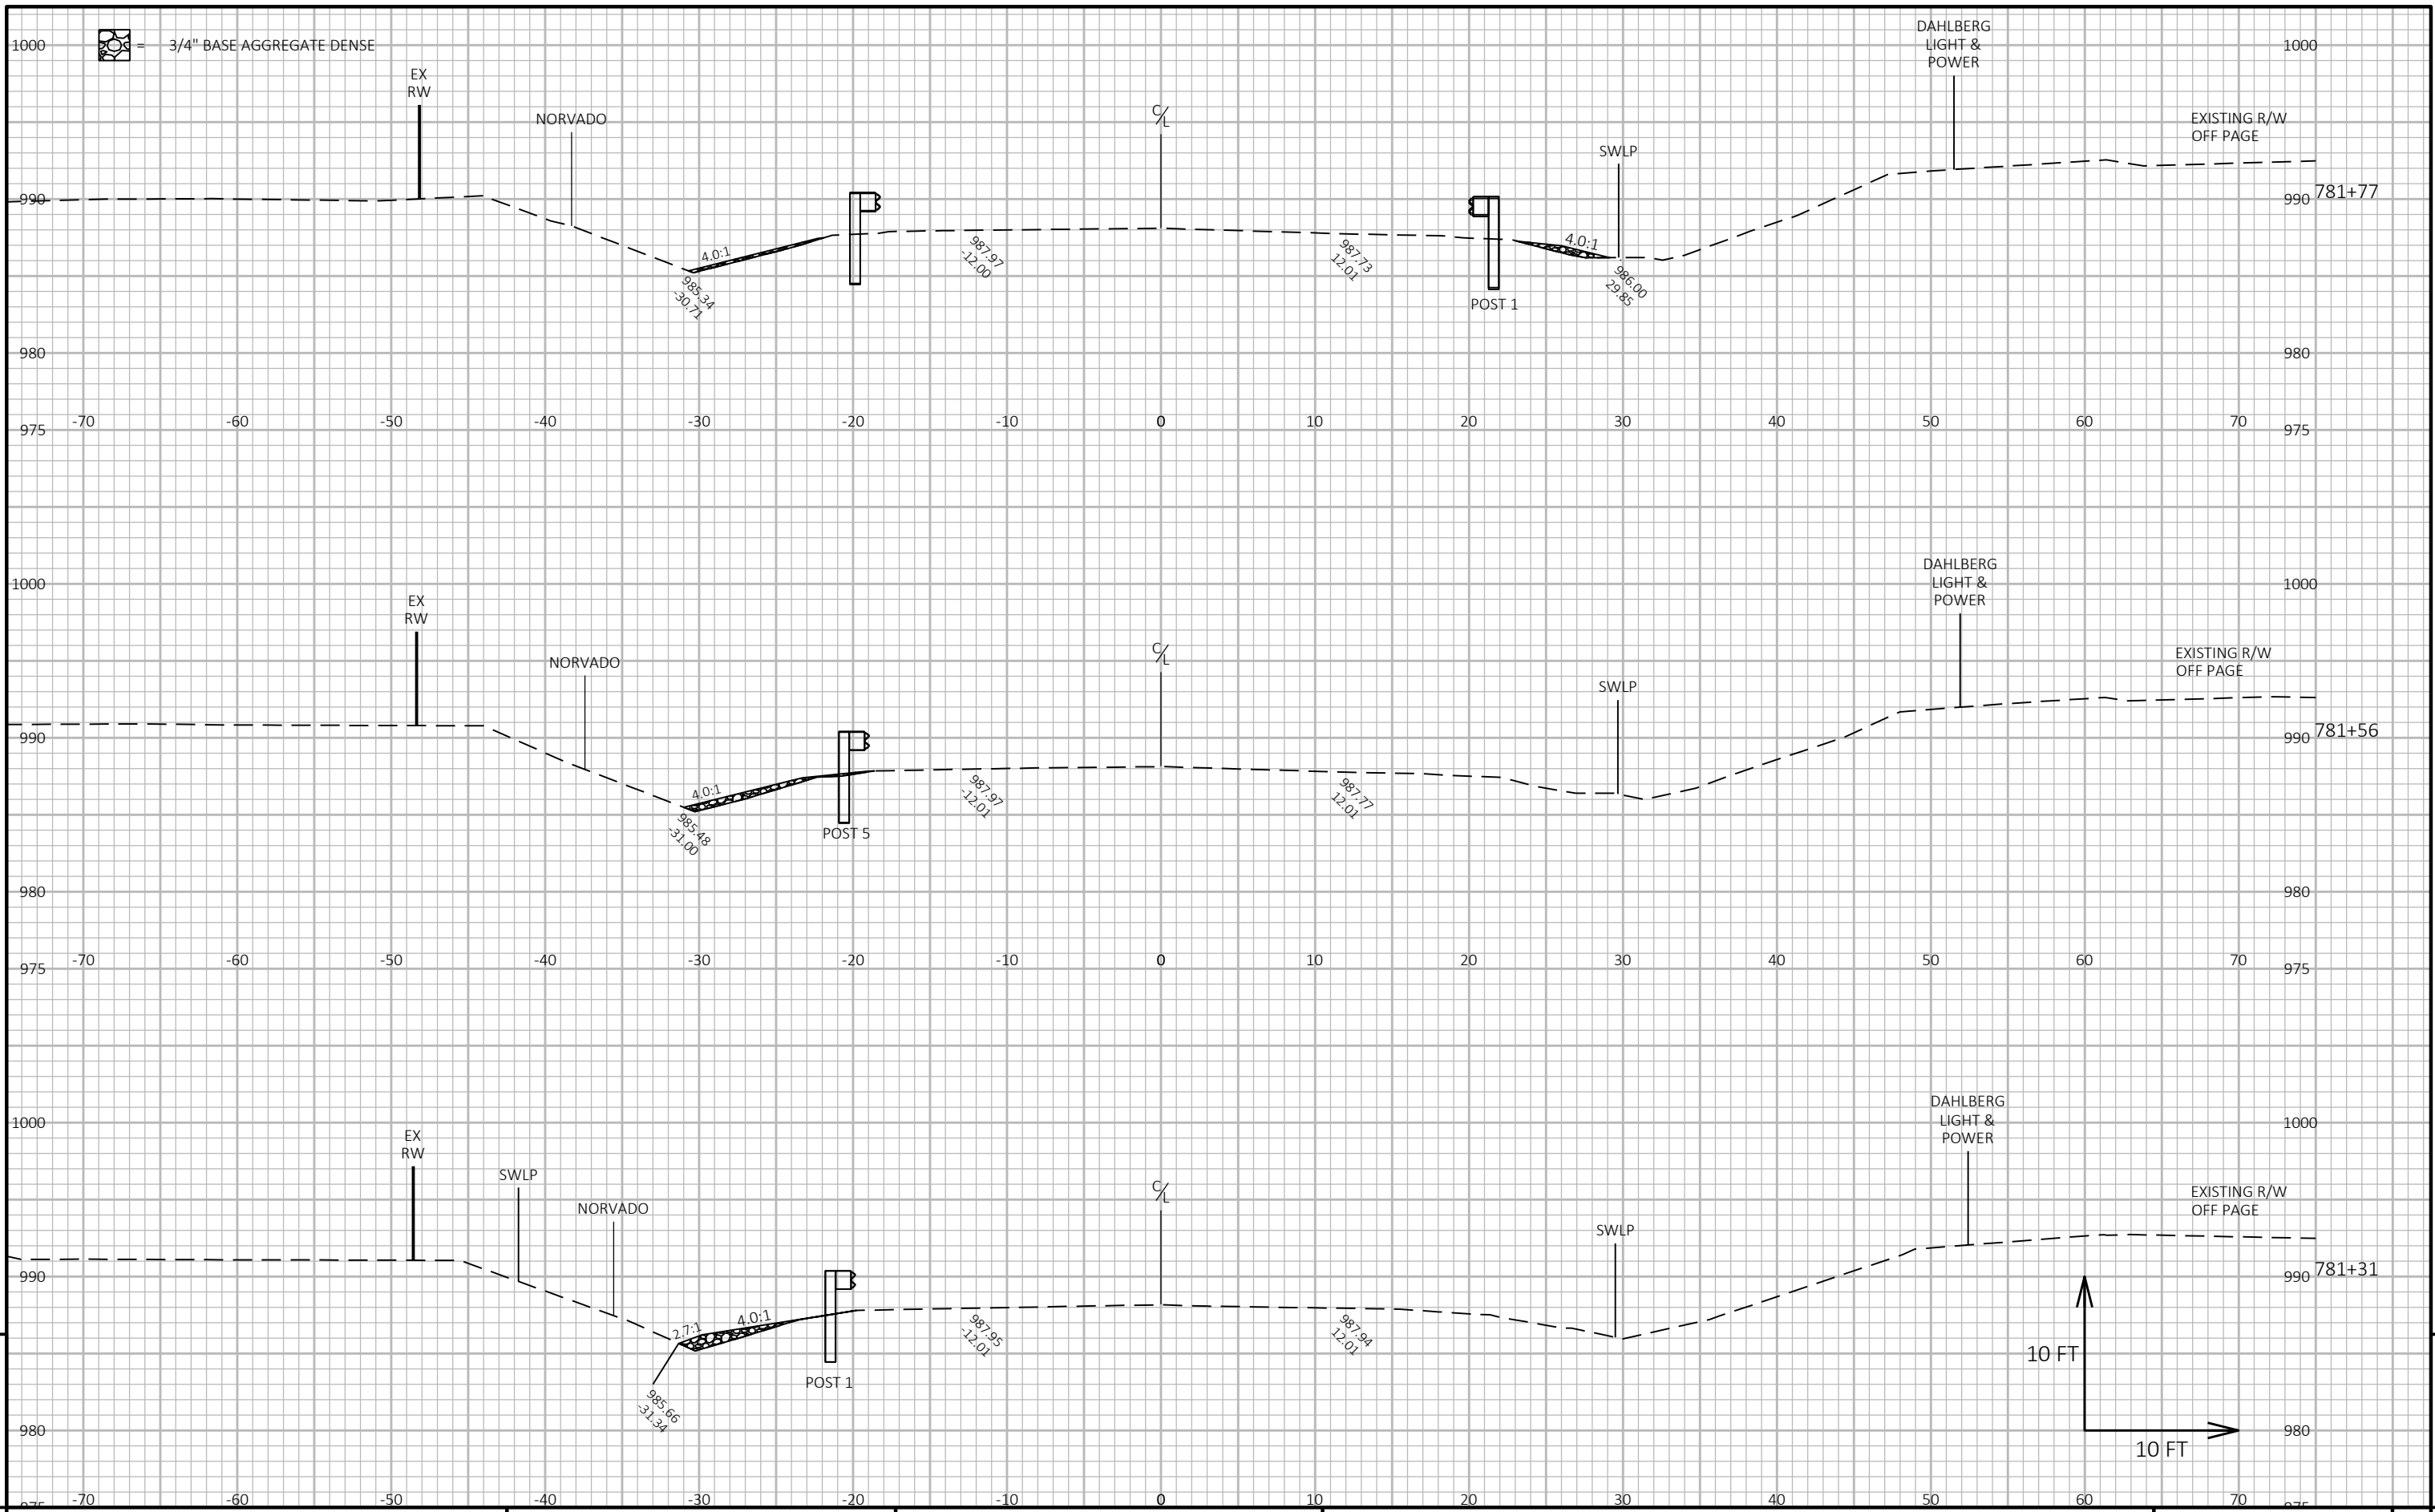 1000
= 3/4" BASE AGGREGATE DENSE
EX
RW
NORVADO
C/L
DAHLBERG
LIGHT &
POWER
1000
SWLP
EXISTING R/W
OFF PAGE
990
990
781+77
4.0:1
985.34
-30.71
987.97
-12.00
987.73
12.01
4.0:1
986.00
29.85
POST 1
980
980
-70 -60 -50 -40 -30 -20 -10 0 10 20 30 40 50 60 70
975
975
1000
EX
RW
NORVADO
C/L
SWLP
DAHLBERG
LIGHT &
POWER
1000
EXISTING R/W
OFF PAGE
990
990
781+56
4.0:1
985.48
-31.00
POST 5
987.97
-12.01
987.77
12.01
980
980
-70 -60 -50 -40 -30 -20 -10 0 10 20 30 40 50 60 70
975
975
1000
EX
RW
SWLP
NORVADO
C/L
SWLP
DAHLBERG
LIGHT &
POWER
1000
EXISTING R/W
OFF PAGE
990
990
781+31
2.7:1
4.0:1
985.66
-31.34
POST 1
987.95
-12.01
987.94
12.01
10 FT
10 FT
980
980
-70 -60 -50 -40 -30 -20 -10 0 10 20 30 40 50 60 70
975
975